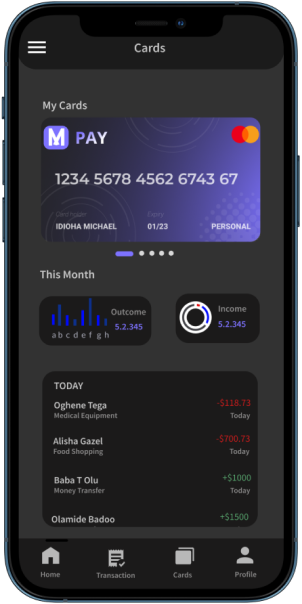 Cards
My Cards
M PAY
1234 5678 4562 6743 67
Card holder Expiry
IDIOHA MICHAEL 01/23 PERSONAL
This Month
Outcome
5.2.345
a b c d e f g h
Income
5.2.345
TODAY
Oghene Tega -$118.73
Medical Equipment Today
Alisha Gazel -$700.73
Food Shopping Today
Baba T Olu +$1000
Money Transfer Today
Olamide Badoo +$1500
Home Transaction Cards Profile